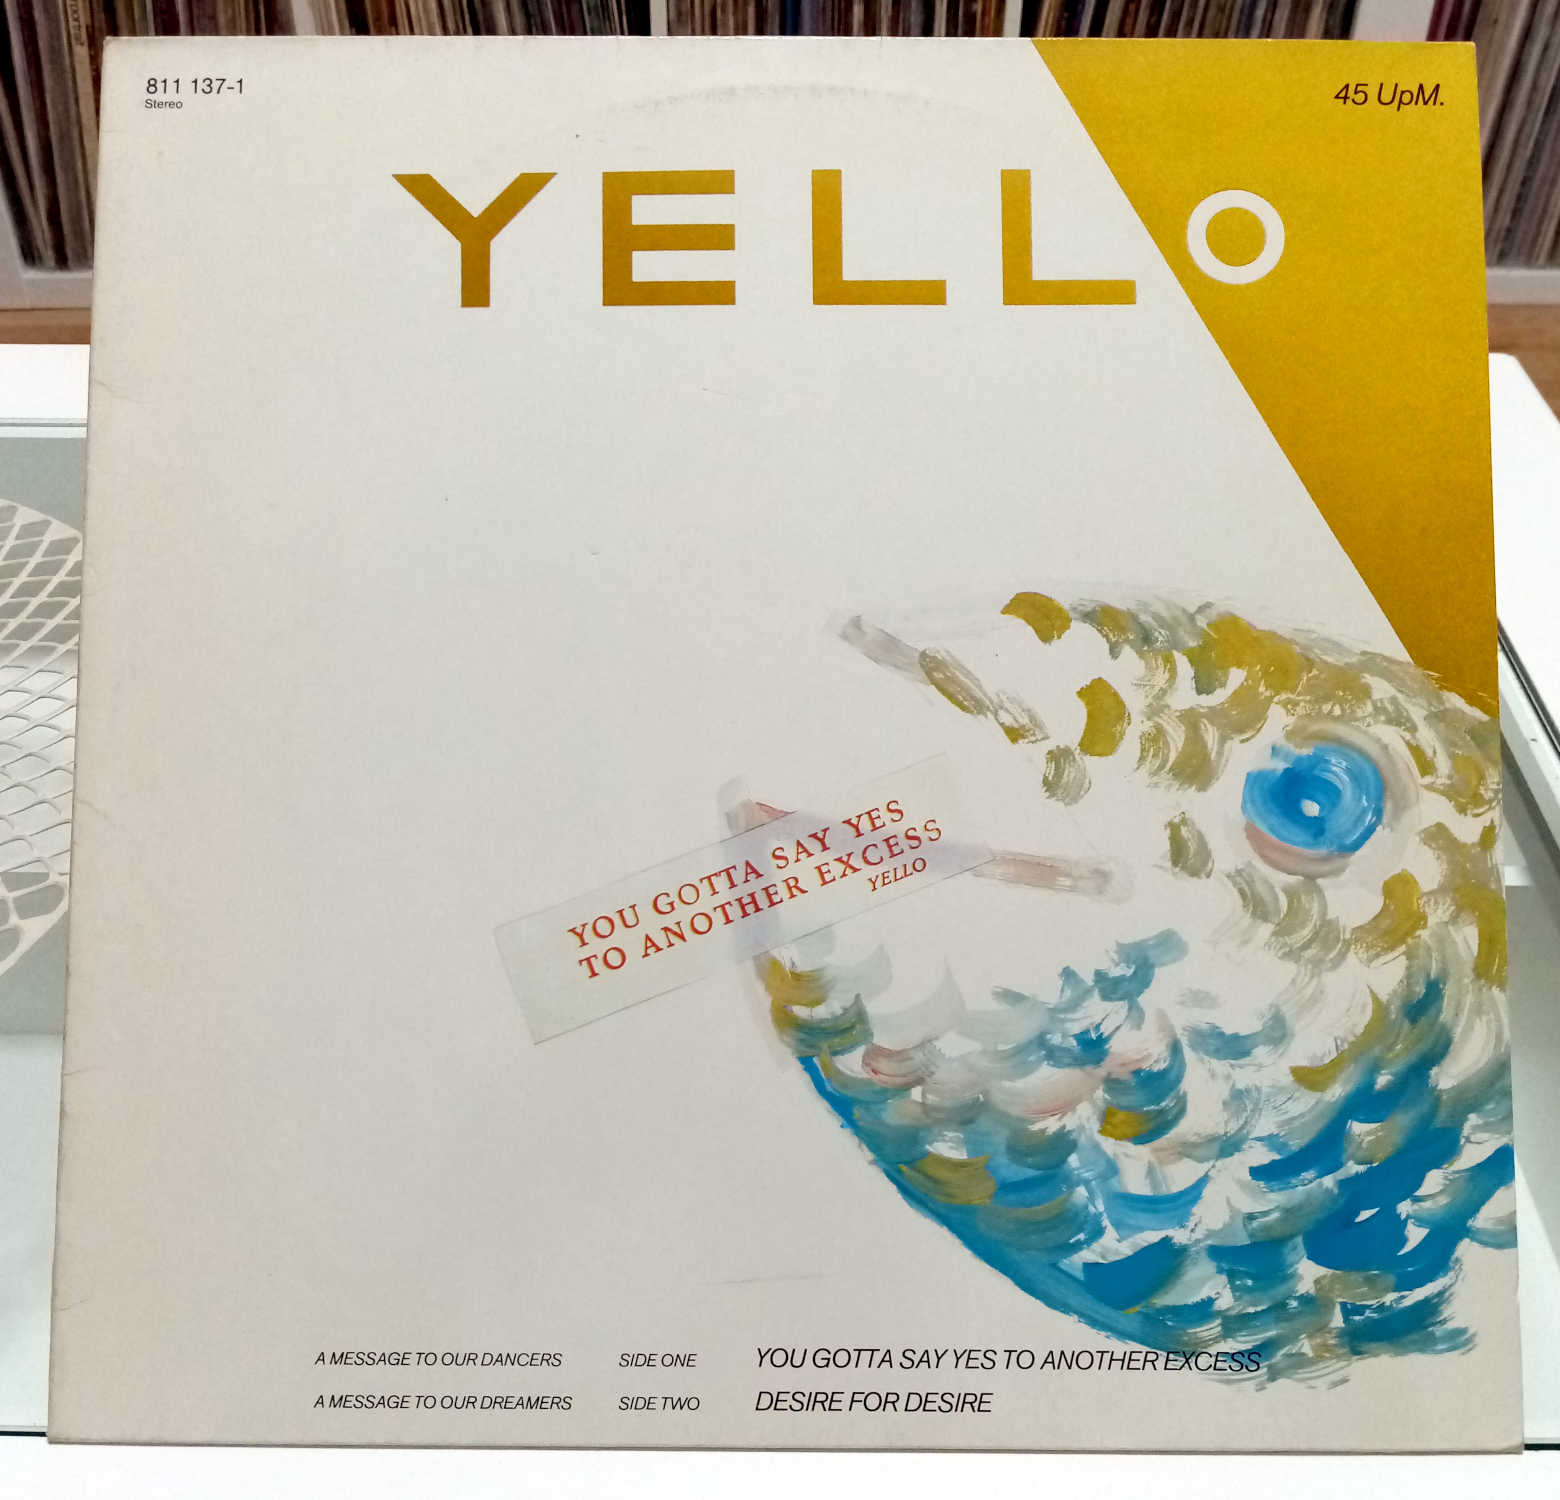 811 137-1
Stereo
45 UpM.
YELLO
YOU GOTTA SAY YES
TO ANOTHER EXCESS
YELLO
A MESSAGE TO OUR DANCERS SIDE ONE YOU GOTTA SAY YES TO ANOTHER EXCESS
A MESSAGE TO OUR DREAMERS SIDE TWO DESIRE FOR DESIRE